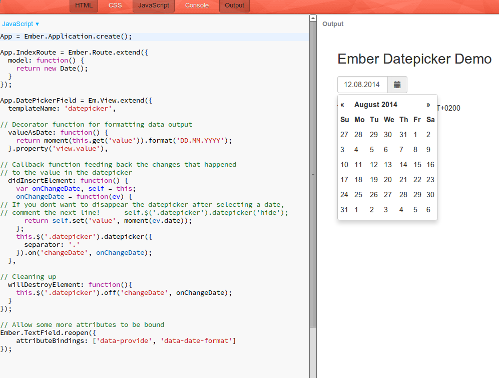 HTML CSS JavaScript Console Output
JavaScript ▾
App = Ember.Application.create();
App.IndexRoute = Ember.Route.extend({
model: function() {
return new Date();
}
});
App.DatePickerField = Em.View.extend({
templateName: 'datepicker',
// Decorator function for formatting data output
valueAsDate: function() {
return moment(this.get('value')).format('DD.MM.YYYY');
}.property('view.value'),
// Callback function feeding back the changes that happened
// to the value in the datepicker
didInsertElement: function() {
var onChangeDate, self = this;
onChangeDate = function(ev) {
// If you dont want to disappear the datepicker after selecting a date,
// comment the next line! self.$('.datepicker').datepicker('hide');
return self.set('value', moment(ev.date));
};
this.$('.datepicker').datepicker({
separator: '.'
}).on('changeDate', onChangeDate);
},
// Cleaning up
willDestroyElement: function(){
this.$('.datepicker').off('changeDate', onChangeDate);
}
});
// Allow some more attributes to be bound
Ember.TextField.reopen({
attributeBindings: ['data-provide', 'data-date-format']
});
Output
Ember Datepicker Demo
12.08.2014
T+0200
« August 2014 »
Su Mo Tu We Th Fr Sa
27 28 29 30 31 1 2
3 4 5 6 7 8 9
10 11 12 13 14 15 16
17 18 19 20 21 22 23
24 25 26 27 28 29 30
31 1 2 3 4 5 6